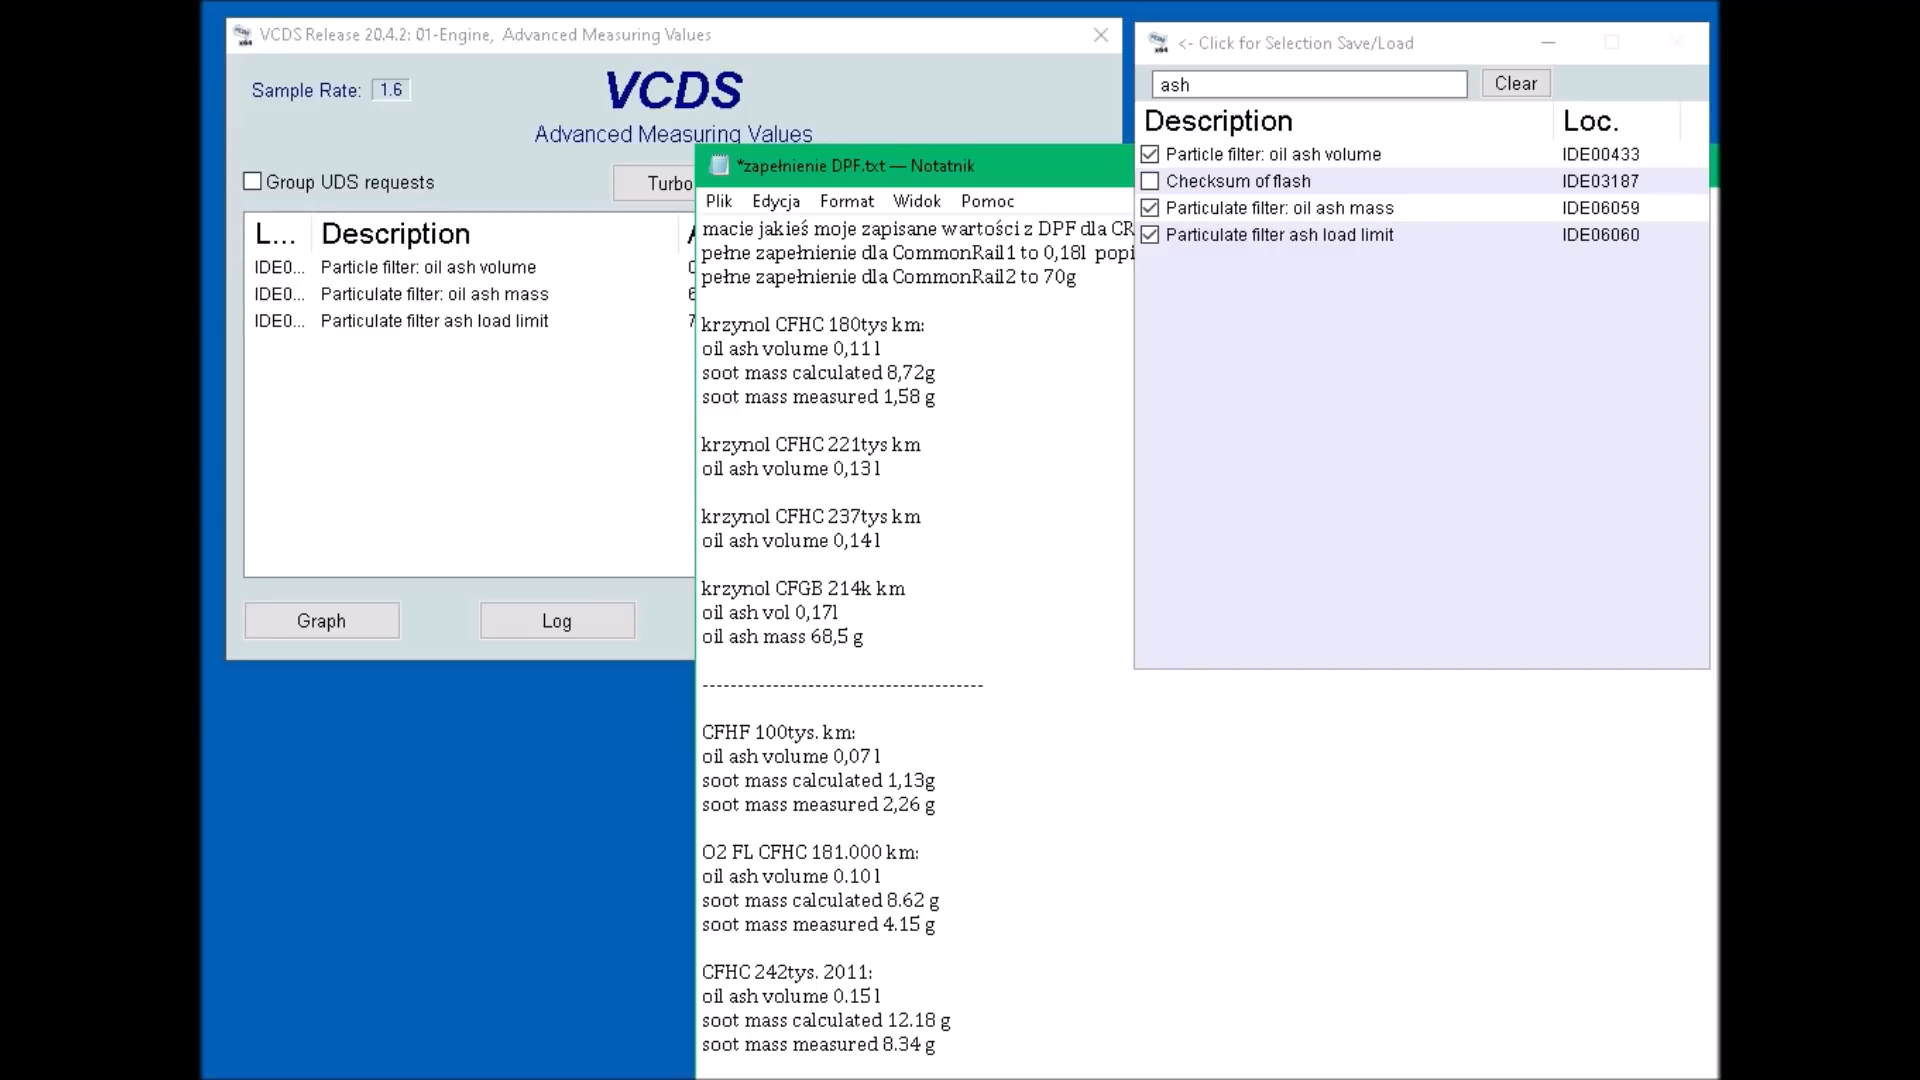 VCDS Release 20.4.2: 01-Engine, Advanced Measuring Values
Sample Rate: 1.6
VCDS
Advanced Measuring Values
Group UDS requests
Turbo
L... Description
IDE0... Particle filter: oil ash volume
IDE0... Particulate filter: oil ash mass
IDE0... Particulate filter ash load limit
Graph
Log
*zapełnienie DPF.txt — Notatnik
Plik Edycja Format Widok Pomoc
macie jakieś moje zapisane wartości z DPF dla CR
pełne zapełnienie dla CommonRail1 to 0,18l popi
pełne zapełnienie dla CommonRail2 to 70g
krzynol CFHC 180tys km:
oil ash volume 0,11 l
soot mass calculated 8,72g
soot mass measured 1,58 g
krzynol CFHC 221tys km
oil ash volume 0,13 l
krzynol CFHC 237tys km
oil ash volume 0,14 l
krzynol CFGB 214k km
oil ash vol 0,17l
oil ash mass 68,5 g
----------------------------------------
CFHF 100tys. km:
oil ash volume 0,07 l
soot mass calculated 1,13g
soot mass measured 2,26 g
O2 FL CFHC 181.000 km:
oil ash volume 0.10 l
soot mass calculated 8.62 g
soot mass measured 4.15 g
CFHC 242tys. 2011:
oil ash volume 0.15 l
soot mass calculated 12.18 g
soot mass measured 8.34 g
<- Click for Selection Save/Load
ash
Clear
Description Loc.
Particle filter: oil ash volume IDE00433
Checksum of flash IDE03187
Particulate filter: oil ash mass IDE06059
Particulate filter ash load limit IDE06060